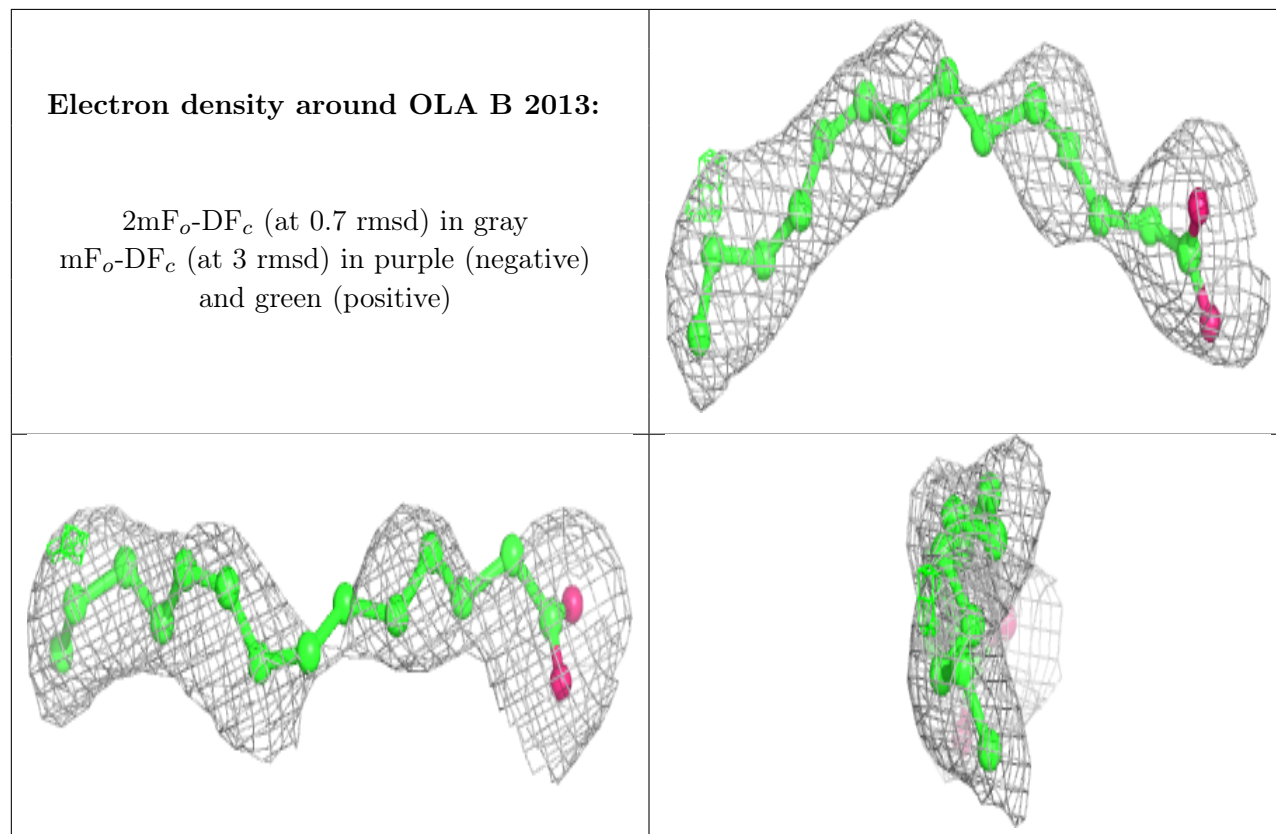 Electron density around OLA B 2013:
2mFo-DFc (at 0.7 rmsd) in gray
mFo-DFc (at 3 rmsd) in purple (negative)
and green (positive)